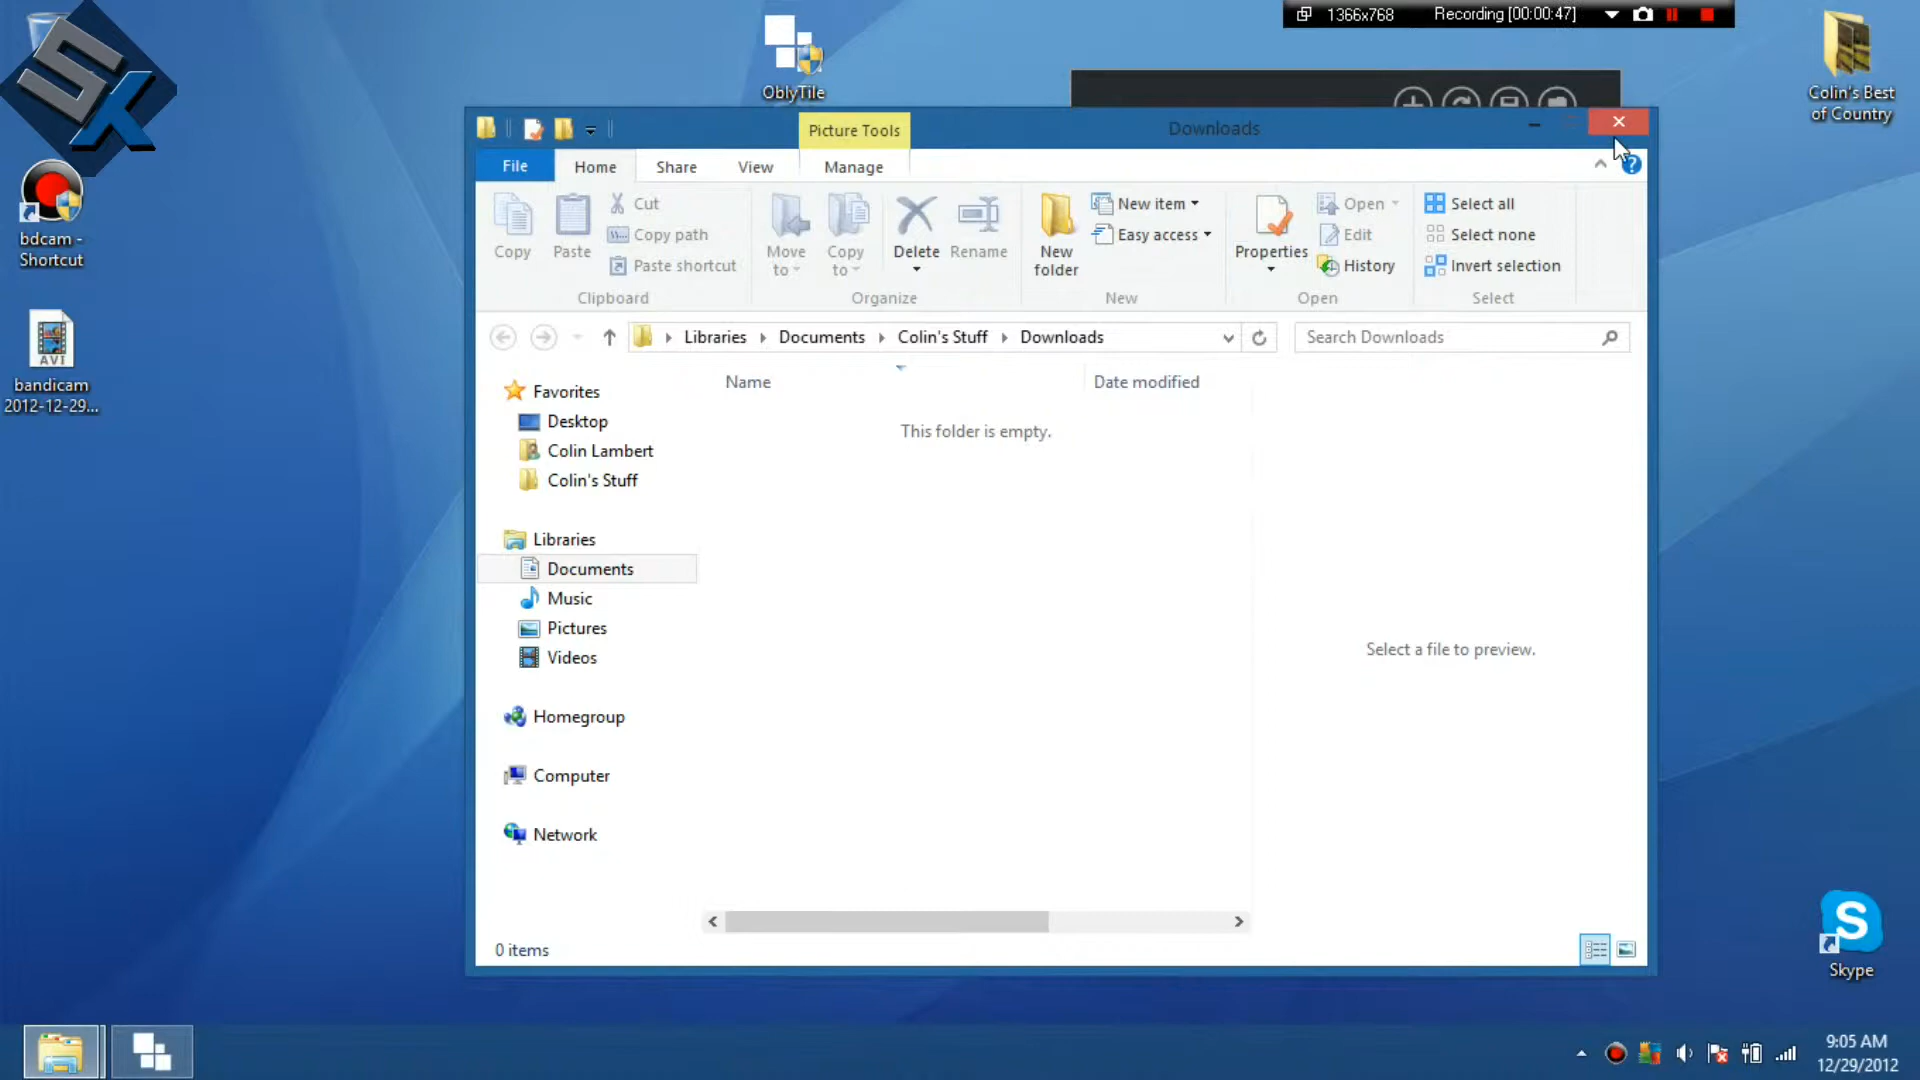 1366x768 Recording [00:00:47]
SX
OblyTile
Colin's Best
of Country
bdcam -
Shortcut
AVI
bandicam
2012-12-29...
Picture Tools
Downloads
File Home Share View Manage
Copy
Paste
Cut
Copy path
Paste shortcut
Clipboard
Move
to
Copy
to
Delete
Rename
Organize
New
folder
New item
Easy access
New
Properties
Open
Edit
History
Open
Select all
Select none
Invert selection
Select
Libraries Documents Colin's Stuff Downloads
Search Downloads
Name Date modified
This folder is empty.
Favorites
Desktop
Colin Lambert
Colin's Stuff
Libraries
Documents
Music
Pictures
Videos
Homegroup
Computer
Network
Select a file to preview.
0 items
S
Skype
9:05 AM
12/29/2012